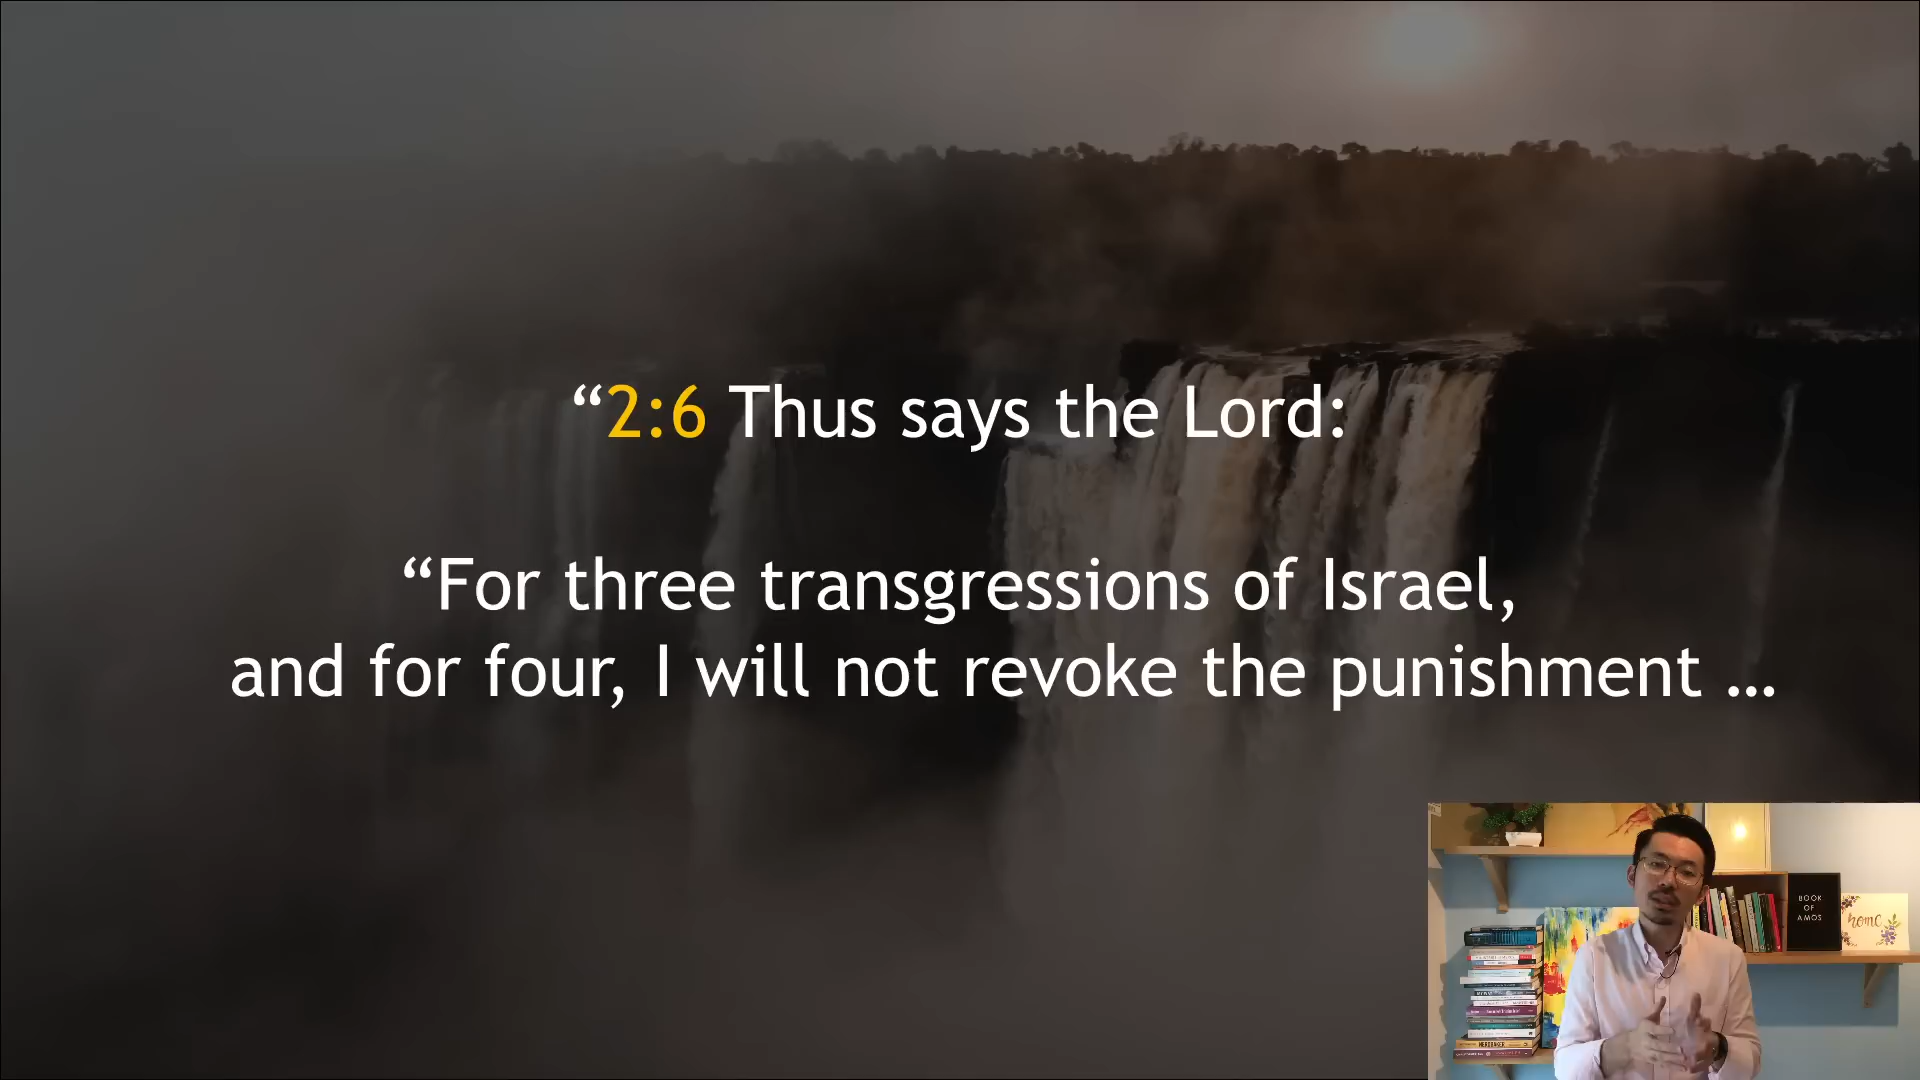 “2:6 Thus says the Lord:
“For three transgressions of Israel,
and for four, I will not revoke the punishment …
BOOK
OF
AMOS
home